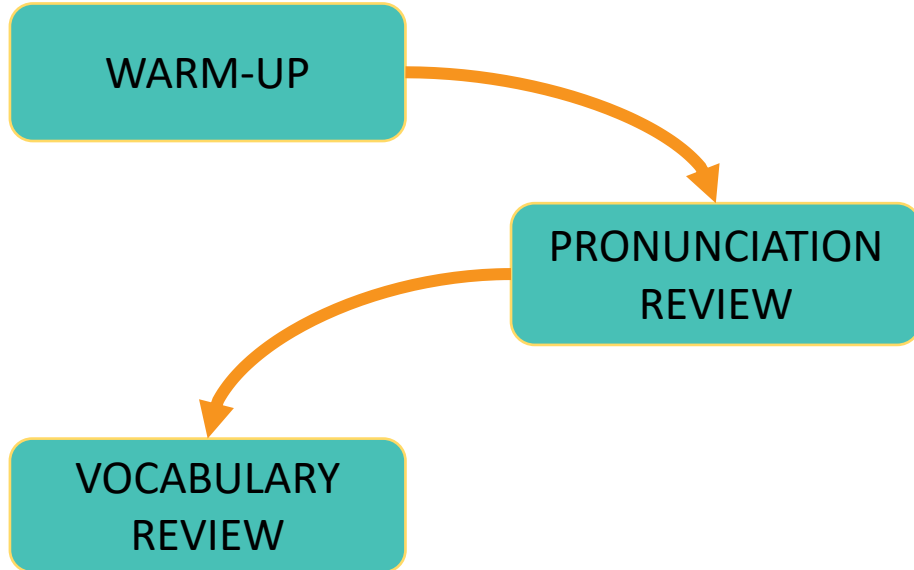 WARM-UP
PRONUNCIATION
REVIEW
VOCABULARY
REVIEW